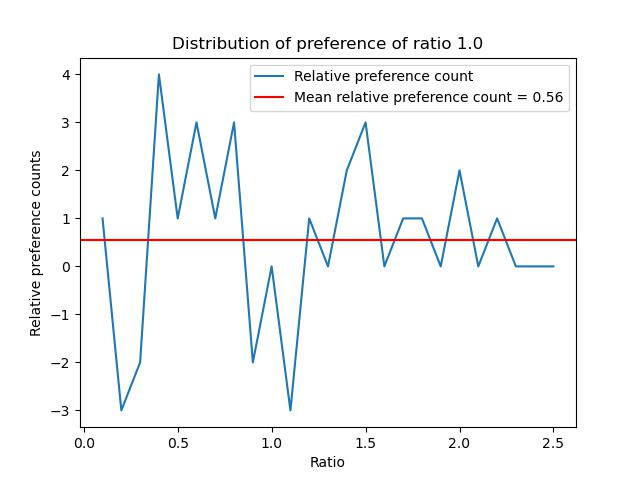 Distribution of preference of ratio 1.0
Relative preference count
Mean relative preference count = 0.56
Relative preference counts
4
3
2
1
0
−1
−2
−3
0.0 0.5 1.0 1.5 2.0 2.5
Ratio